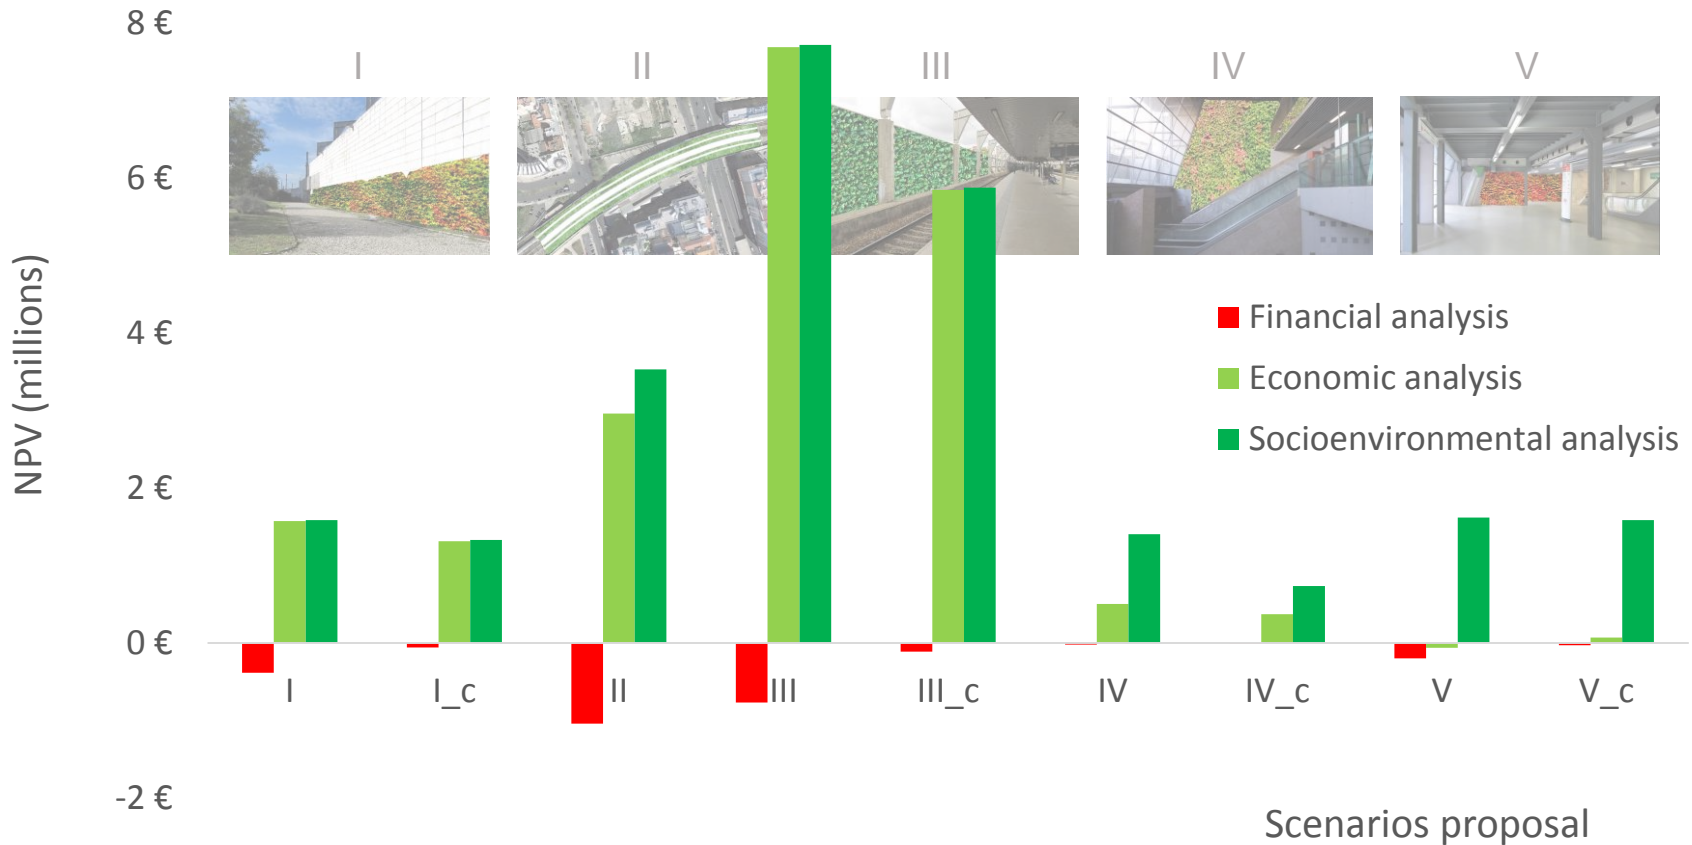 8 €
I II III IV V
6 €
NPV (millions)
4 €
Financial analysis
Economic analysis
Socioenvironmental analysis
2 €
0 €
I I_c II III III_c IV IV_c V V_c
-2 €
Scenarios proposal